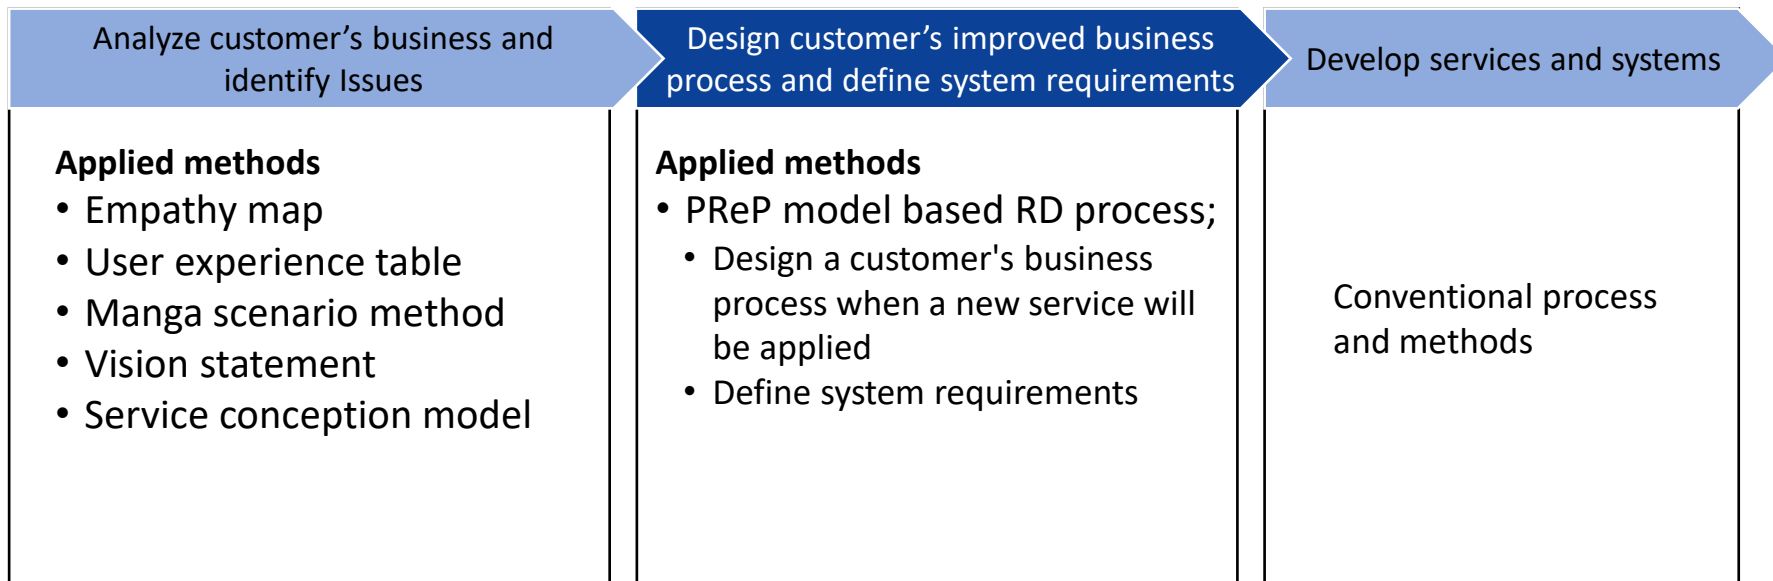 Analyze customer’s business and
identify Issues
Design customer’s improved business
process and define system requirements
Develop services and systems
Applied methods
• Empathy map
• User experience table
• Manga scenario method
• Vision statement
• Service conception model
Applied methods
• PReP model based RD process;
• Design a customer's business
process when a new service will
be applied
• Define system requirements
Conventional process
and methods